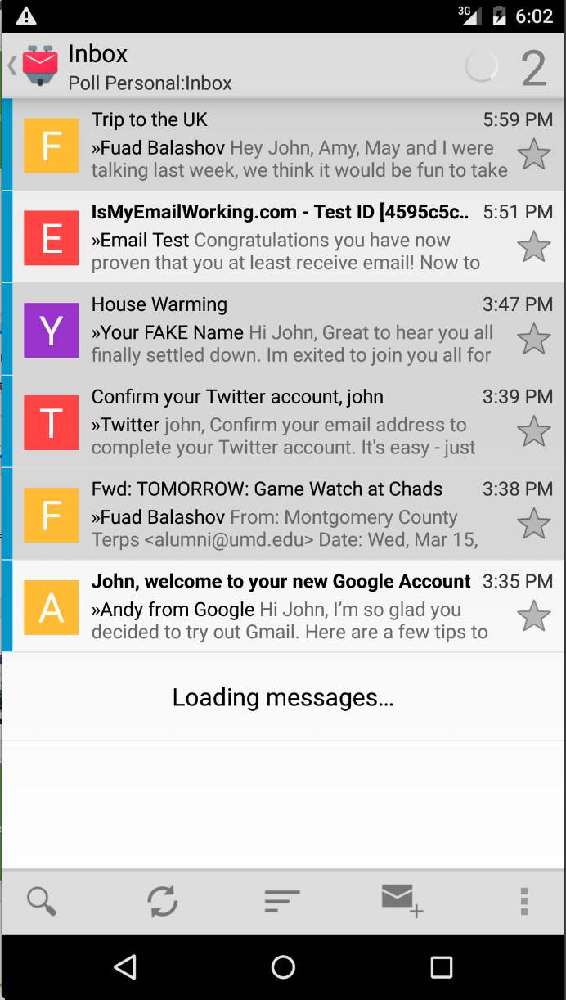 3G 6:02
Inbox
2
Poll Personal:Inbox
Trip to the UK 5:59 PM
F
»Fuad Balashov Hey John, Amy, May and I were
talking last week, we think it would be fun to take
IsMyEmailWorking.com - Test ID [4595c5c.. 5:51 PM
E
»Email Test Congratulations you have now
proven that you at least receive email! Now to
House Warming 3:47 PM
Y
»Your FAKE Name Hi John, Great to hear you all
finally settled down. Im exited to join you all for
Confirm your Twitter account, john 3:39 PM
T
»Twitter john, Confirm your email address to
complete your Twitter account. It's easy - just
Fwd: TOMORROW: Game Watch at Chads 3:38 PM
F
»Fuad Balashov From: Montgomery County
Terps <alumni@umd.edu> Date: Wed, Mar 15,
John, welcome to your new Google Account 3:35 PM
A
»Andy from Google Hi John, I’m so glad you
decided to try out Gmail. Here are a few tips to
Loading messages…